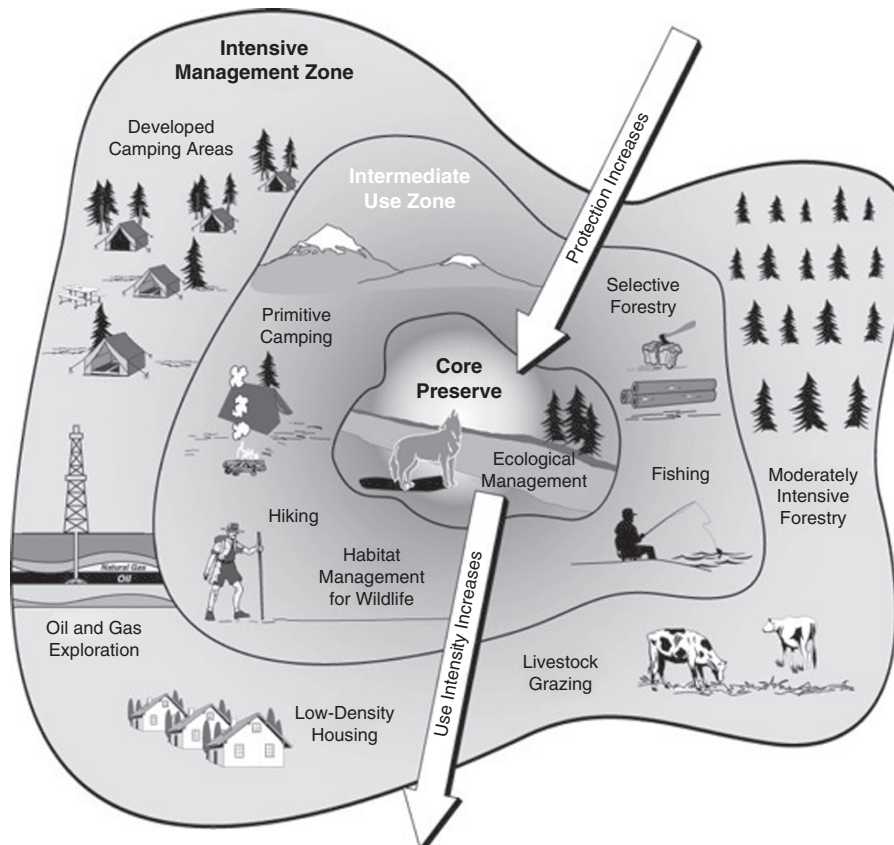 Intensive
Management Zone
Developed
Camping Areas
Intermediate
Use Zone
Protection Increases
Selective
Forestry
Primitive
Camping
Core
Preserve
Ecological
Management
Fishing
Moderately
Intensive
Forestry
Hiking
Habitat
Management
for Wildlife
Natural Gas
Oil
Oil and Gas
Exploration
Use Intensity Increases
Livestock
Grazing
Low-Density
Housing